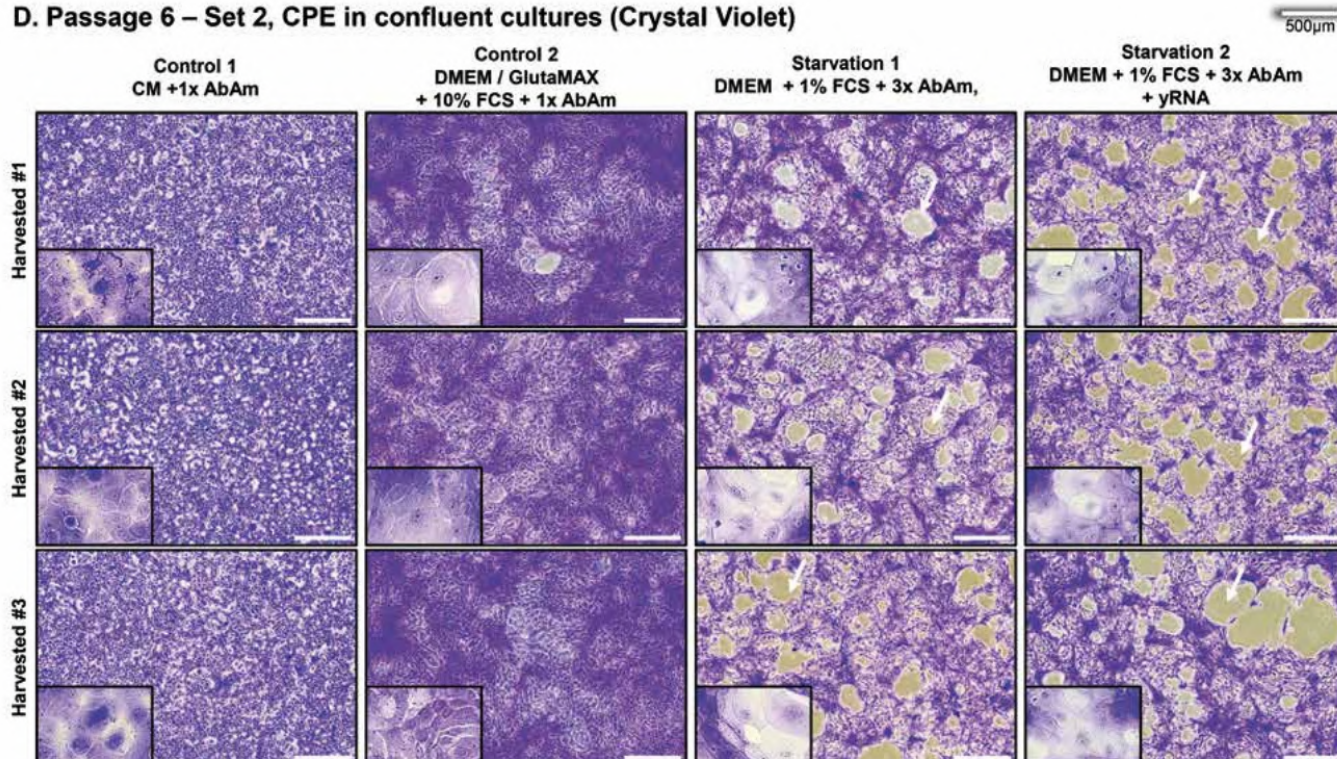 D. Passage 6 – Set 2, CPE in confluent cultures (Crystal Violet)
500µm
Control 1
CM +1x AbAm
Control 2
DMEM / GlutaMAX
+ 10% FCS + 1x AbAm
Starvation 1
DMEM + 1% FCS + 3x AbAm,
Starvation 2
DMEM + 1% FCS + 3x AbAm
+ yRNA
Harvested #1
Harvested #2
Harvested #3